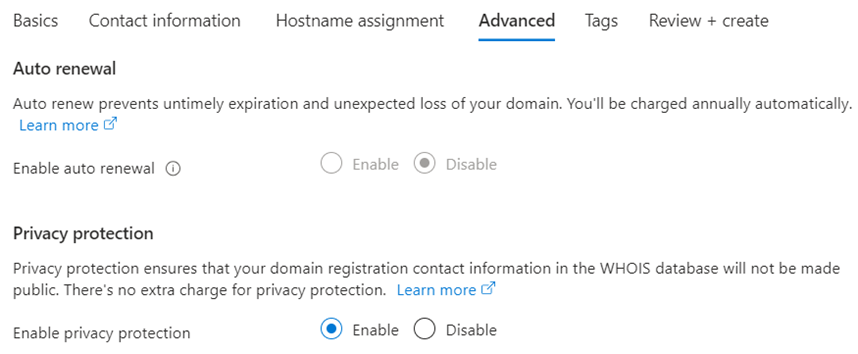 Basics Contact information Hostname assignment Advanced Tags Review + create
Auto renewal
Auto renew prevents untimely expiration and unexpected loss of your domain. You'll be charged annually automatically.
Learn more
Enable auto renewal Enable Disable
Privacy protection
Privacy protection ensures that your domain registration contact information in the WHOIS database will not be made
public. There's no extra charge for privacy protection. Learn more
Enable privacy protection Enable Disable